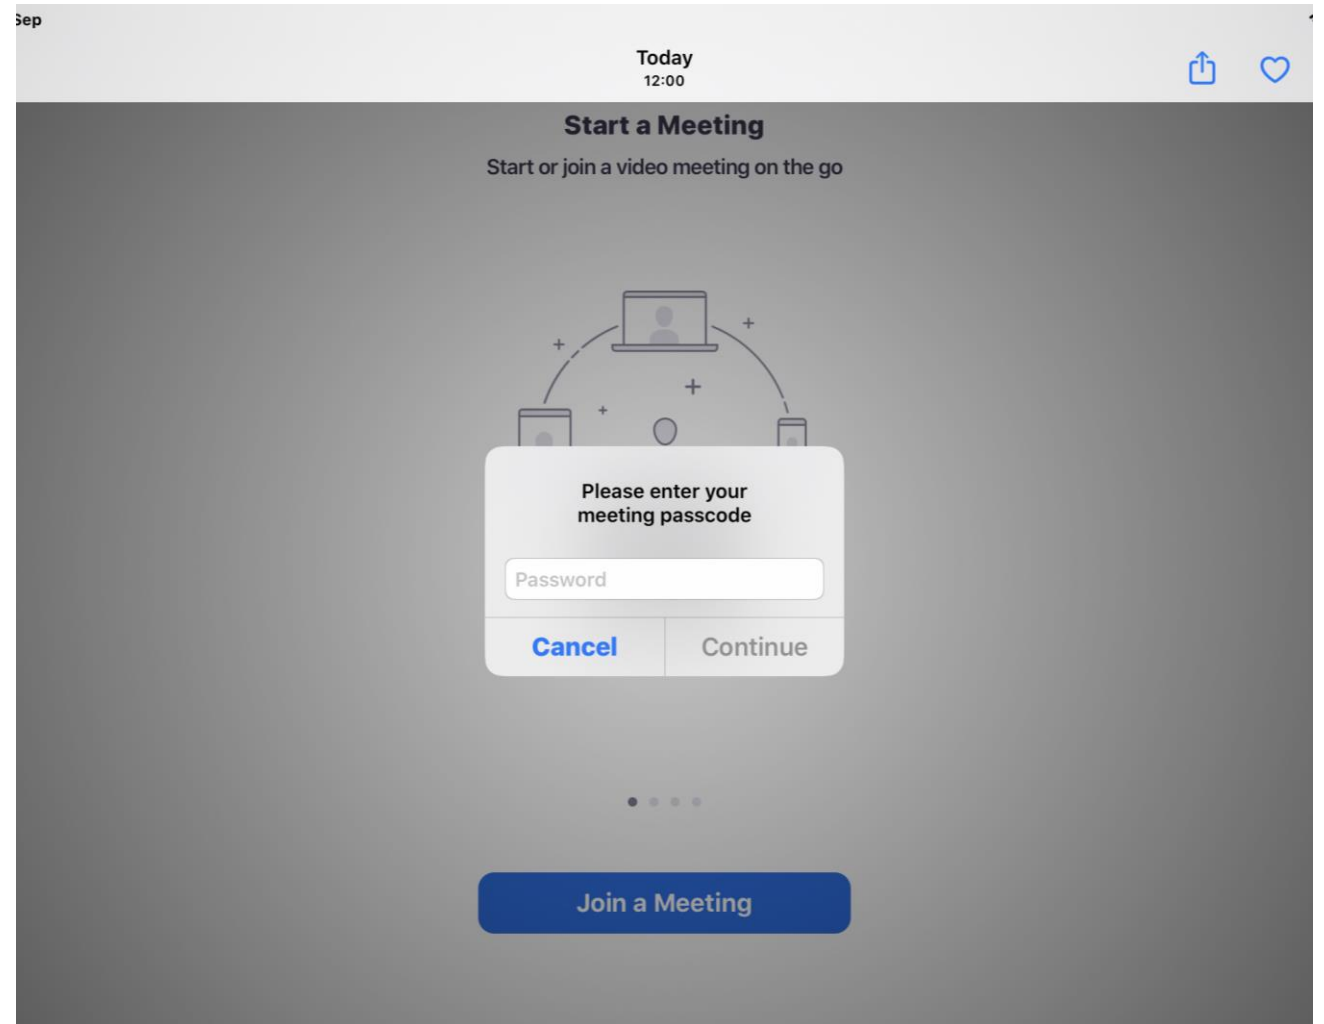 Sep
Today
12:00
Start a Meeting
Start or join a video meeting on the go
Please enter your
meeting passcode
Password
Cancel
Continue
Join a Meeting